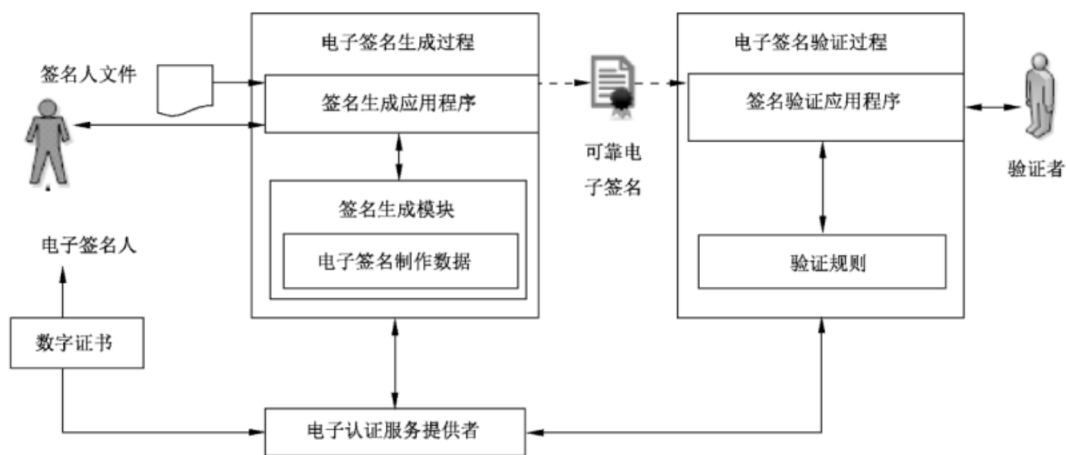 电子签名生成过程
电子签名验证过程
签名人文件
签名生成应用程序
签名验证应用程序
可靠电
子签名
验证者
签名生成模块
电子签名人
电子签名制作数据
验证规则
数字证书
电子认证服务提供者